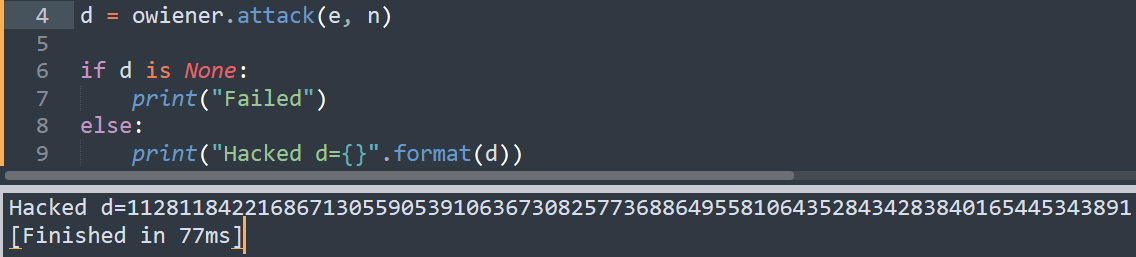 4 d = owiener.attack(e, n)
5
6 if d is None:
7     print("Failed")
8 else:
9     print("Hacked d={}".format(d))
Hacked d=11281184221686713055905391063673082577368864955810643528434283840165445343891
[Finished in 77ms]